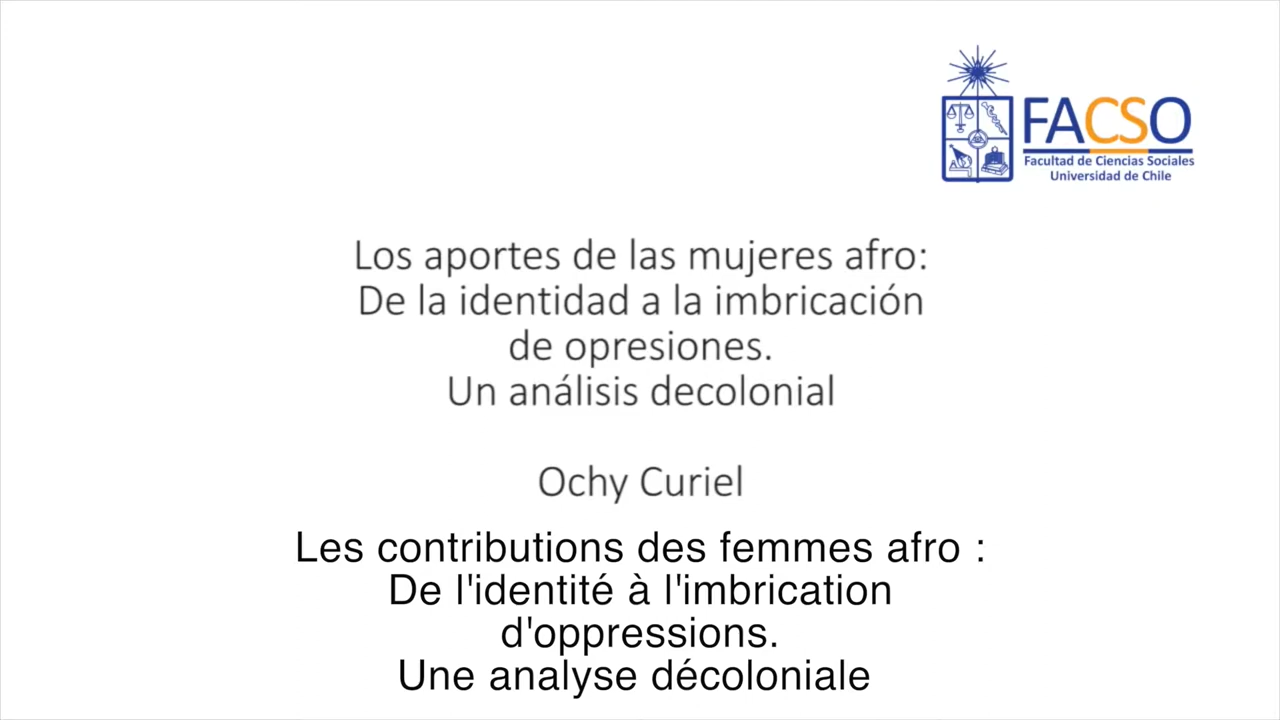 FACSO
Facultad de Ciencias Sociales
Universidad de Chile
Los aportes de las mujeres afro:
De la identidad a la imbricación
de opresiones.
Un análisis decolonial
Ochy Curiel
Les contributions des femmes afro :
De l'identité à l'imbrication
d'oppressions.
Une analyse décoloniale